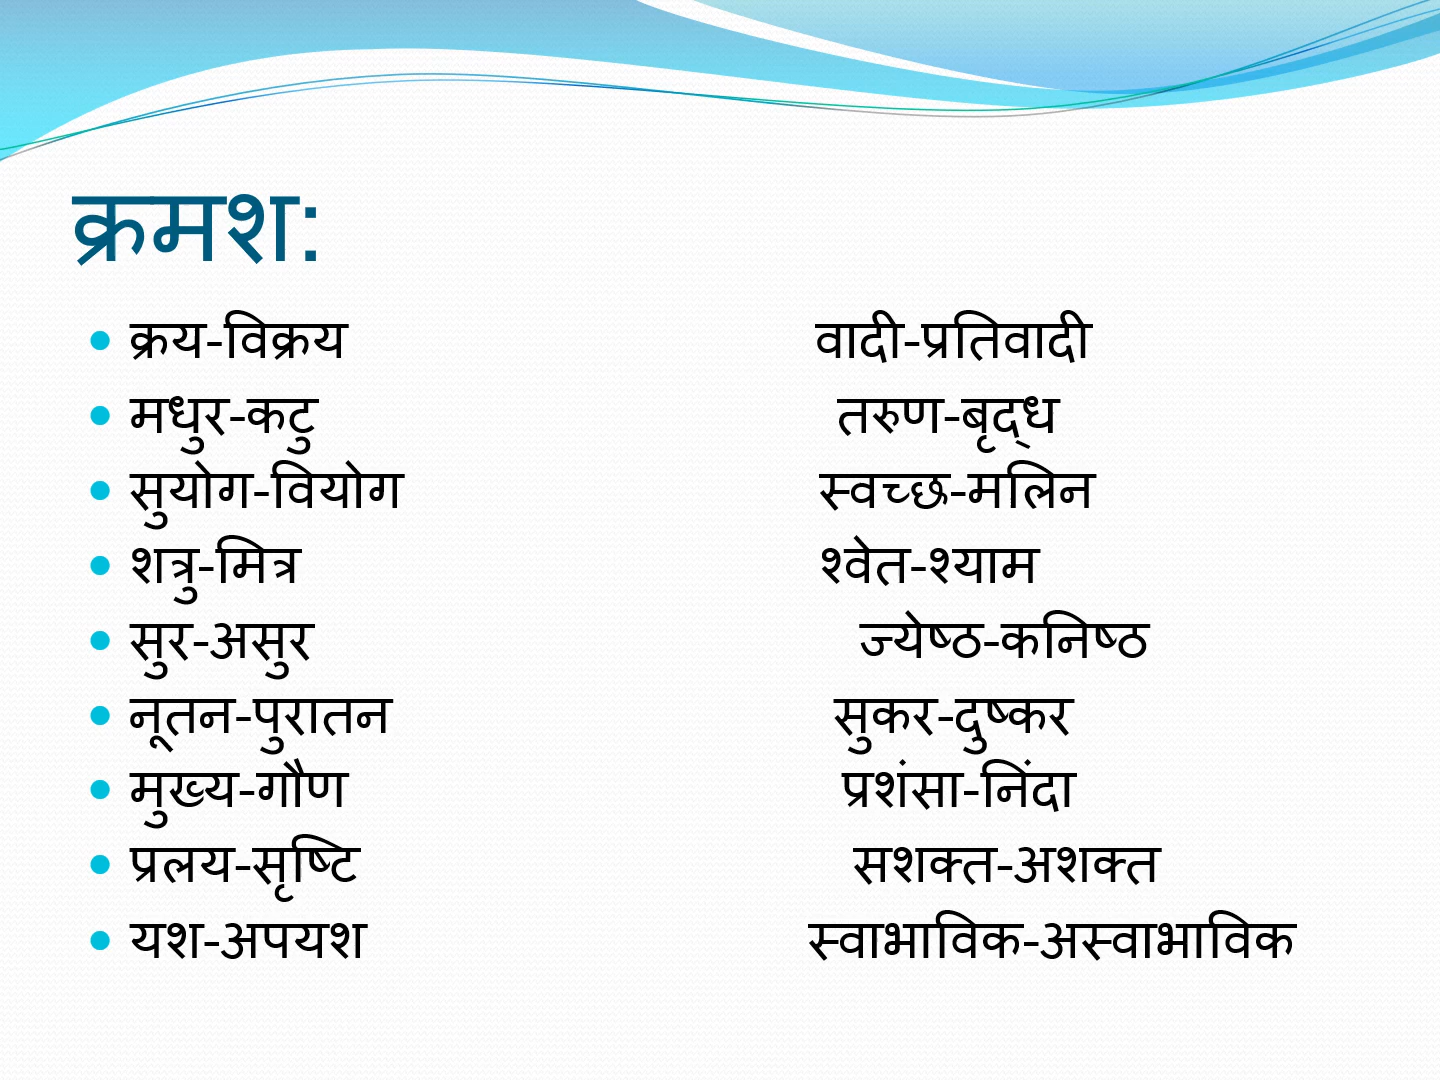 क्रमश:
• क्रय-विक्रय वादी-प्रतिवादी
• मधुर-कटु तरुण-बृद्ध
• सुयोग-वियोग स्वच्छ-मलिन
• शत्रु-मित्र श्वेत-श्याम
• सुर-असुर ज्येष्ठ-कनिष्ठ
• नूतन-पुरातन सुकर-दुष्कर
• मुख्य-गौण प्रशंसा-निंदा
• प्रलय-सृष्टि सशक्त-अशक्त
• यश-अपयश स्वाभाविक-अस्वाभाविक